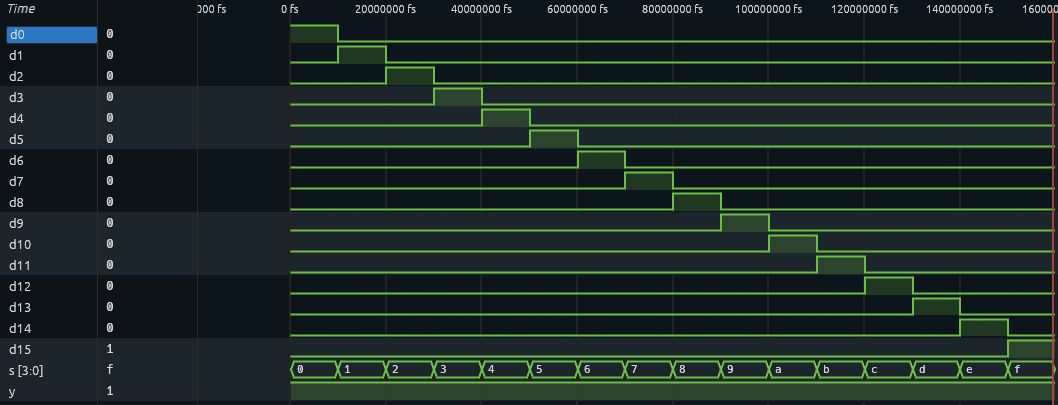 Time 000 fs 0 fs 20000000 fs 40000000 fs 60000000 fs 80000000 fs 100000000 fs 120000000 fs 140000000 fs 160000
d0 0
d1 0
d2 0
d3 0
d4 0
d5 0
d6 0
d7 0
d8 0
d9 0
d10 0
d11 0
d12 0
d13 0
d14 0
d15 1
s [3:0] f 0 1 2 3 4 5 6 7 8 9 a b c d e f
y 1